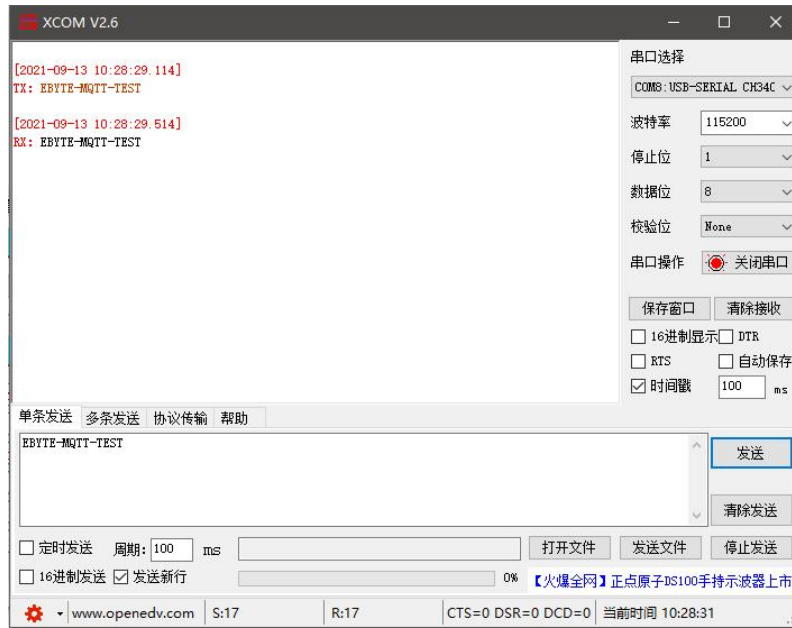 XCOM V2.6
[2021-09-13 10:28:29.114]
TX: EBYTE-MQTT-TEST
[2021-09-13 10:28:29.514]
RX: EBYTE-MQTT-TEST
串口选择
COM8:USB-SERIAL CH34C
波特率 115200
停止位 1
数据位 8
校验位 None
串口操作 关闭串口
保存窗口 清除接收
16进制显示 DTR
RTS 自动保存
时间戳 100 ms
单条发送 多条发送 协议传输 帮助
EBYTE-MQTT-TEST
发送
清除发送
定时发送 周期: 100 ms 打开文件 发送文件 停止发送
16进制发送 发送新行 0% 【火爆全网】正点原子DS100手持示波器上市
www.openedv.com S:17 R:17 CTS=0 DSR=0 DCD=0 当前时间 10:28:31